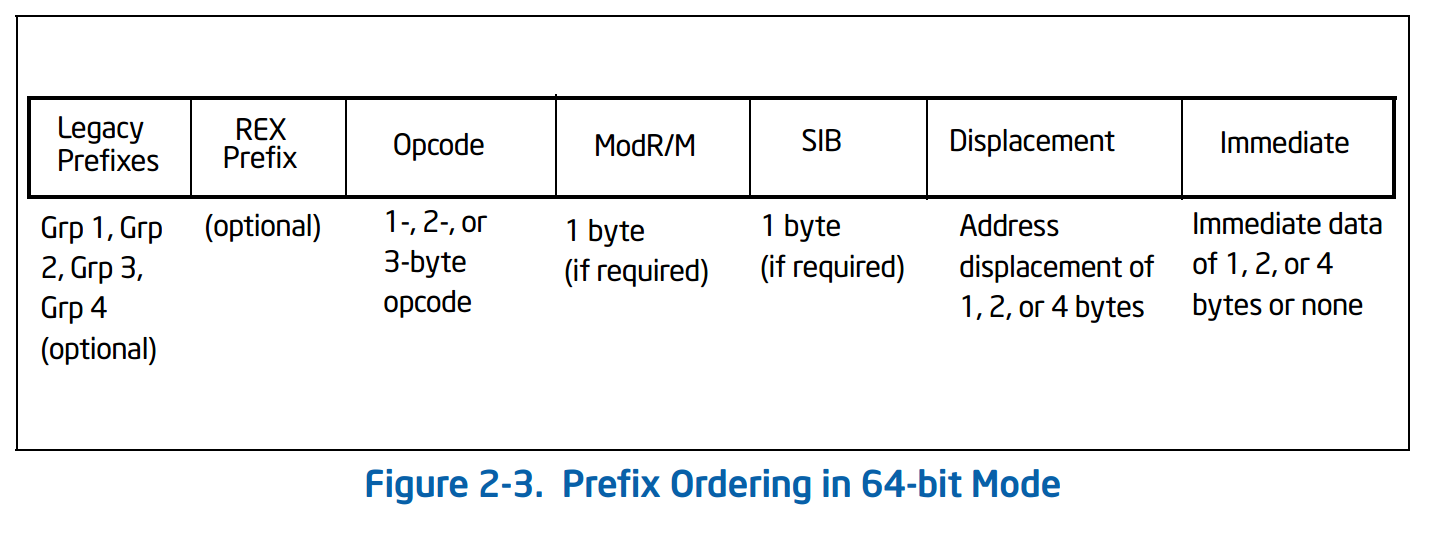 Legacy
Prefixes
REX
Prefix
Opcode
ModR/M
SIB
Displacement
Immediate
Grp 1, Grp
2, Grp 3,
Grp 4
(optional)
(optional)
1-, 2-, or
3-byte
opcode
1 byte
(if required)
1 byte
(if required)
Address
displacement of
1, 2, or 4 bytes
Immediate data
of 1, 2, or 4
bytes or none
Figure 2-3. Prefix Ordering in 64-bit Mode